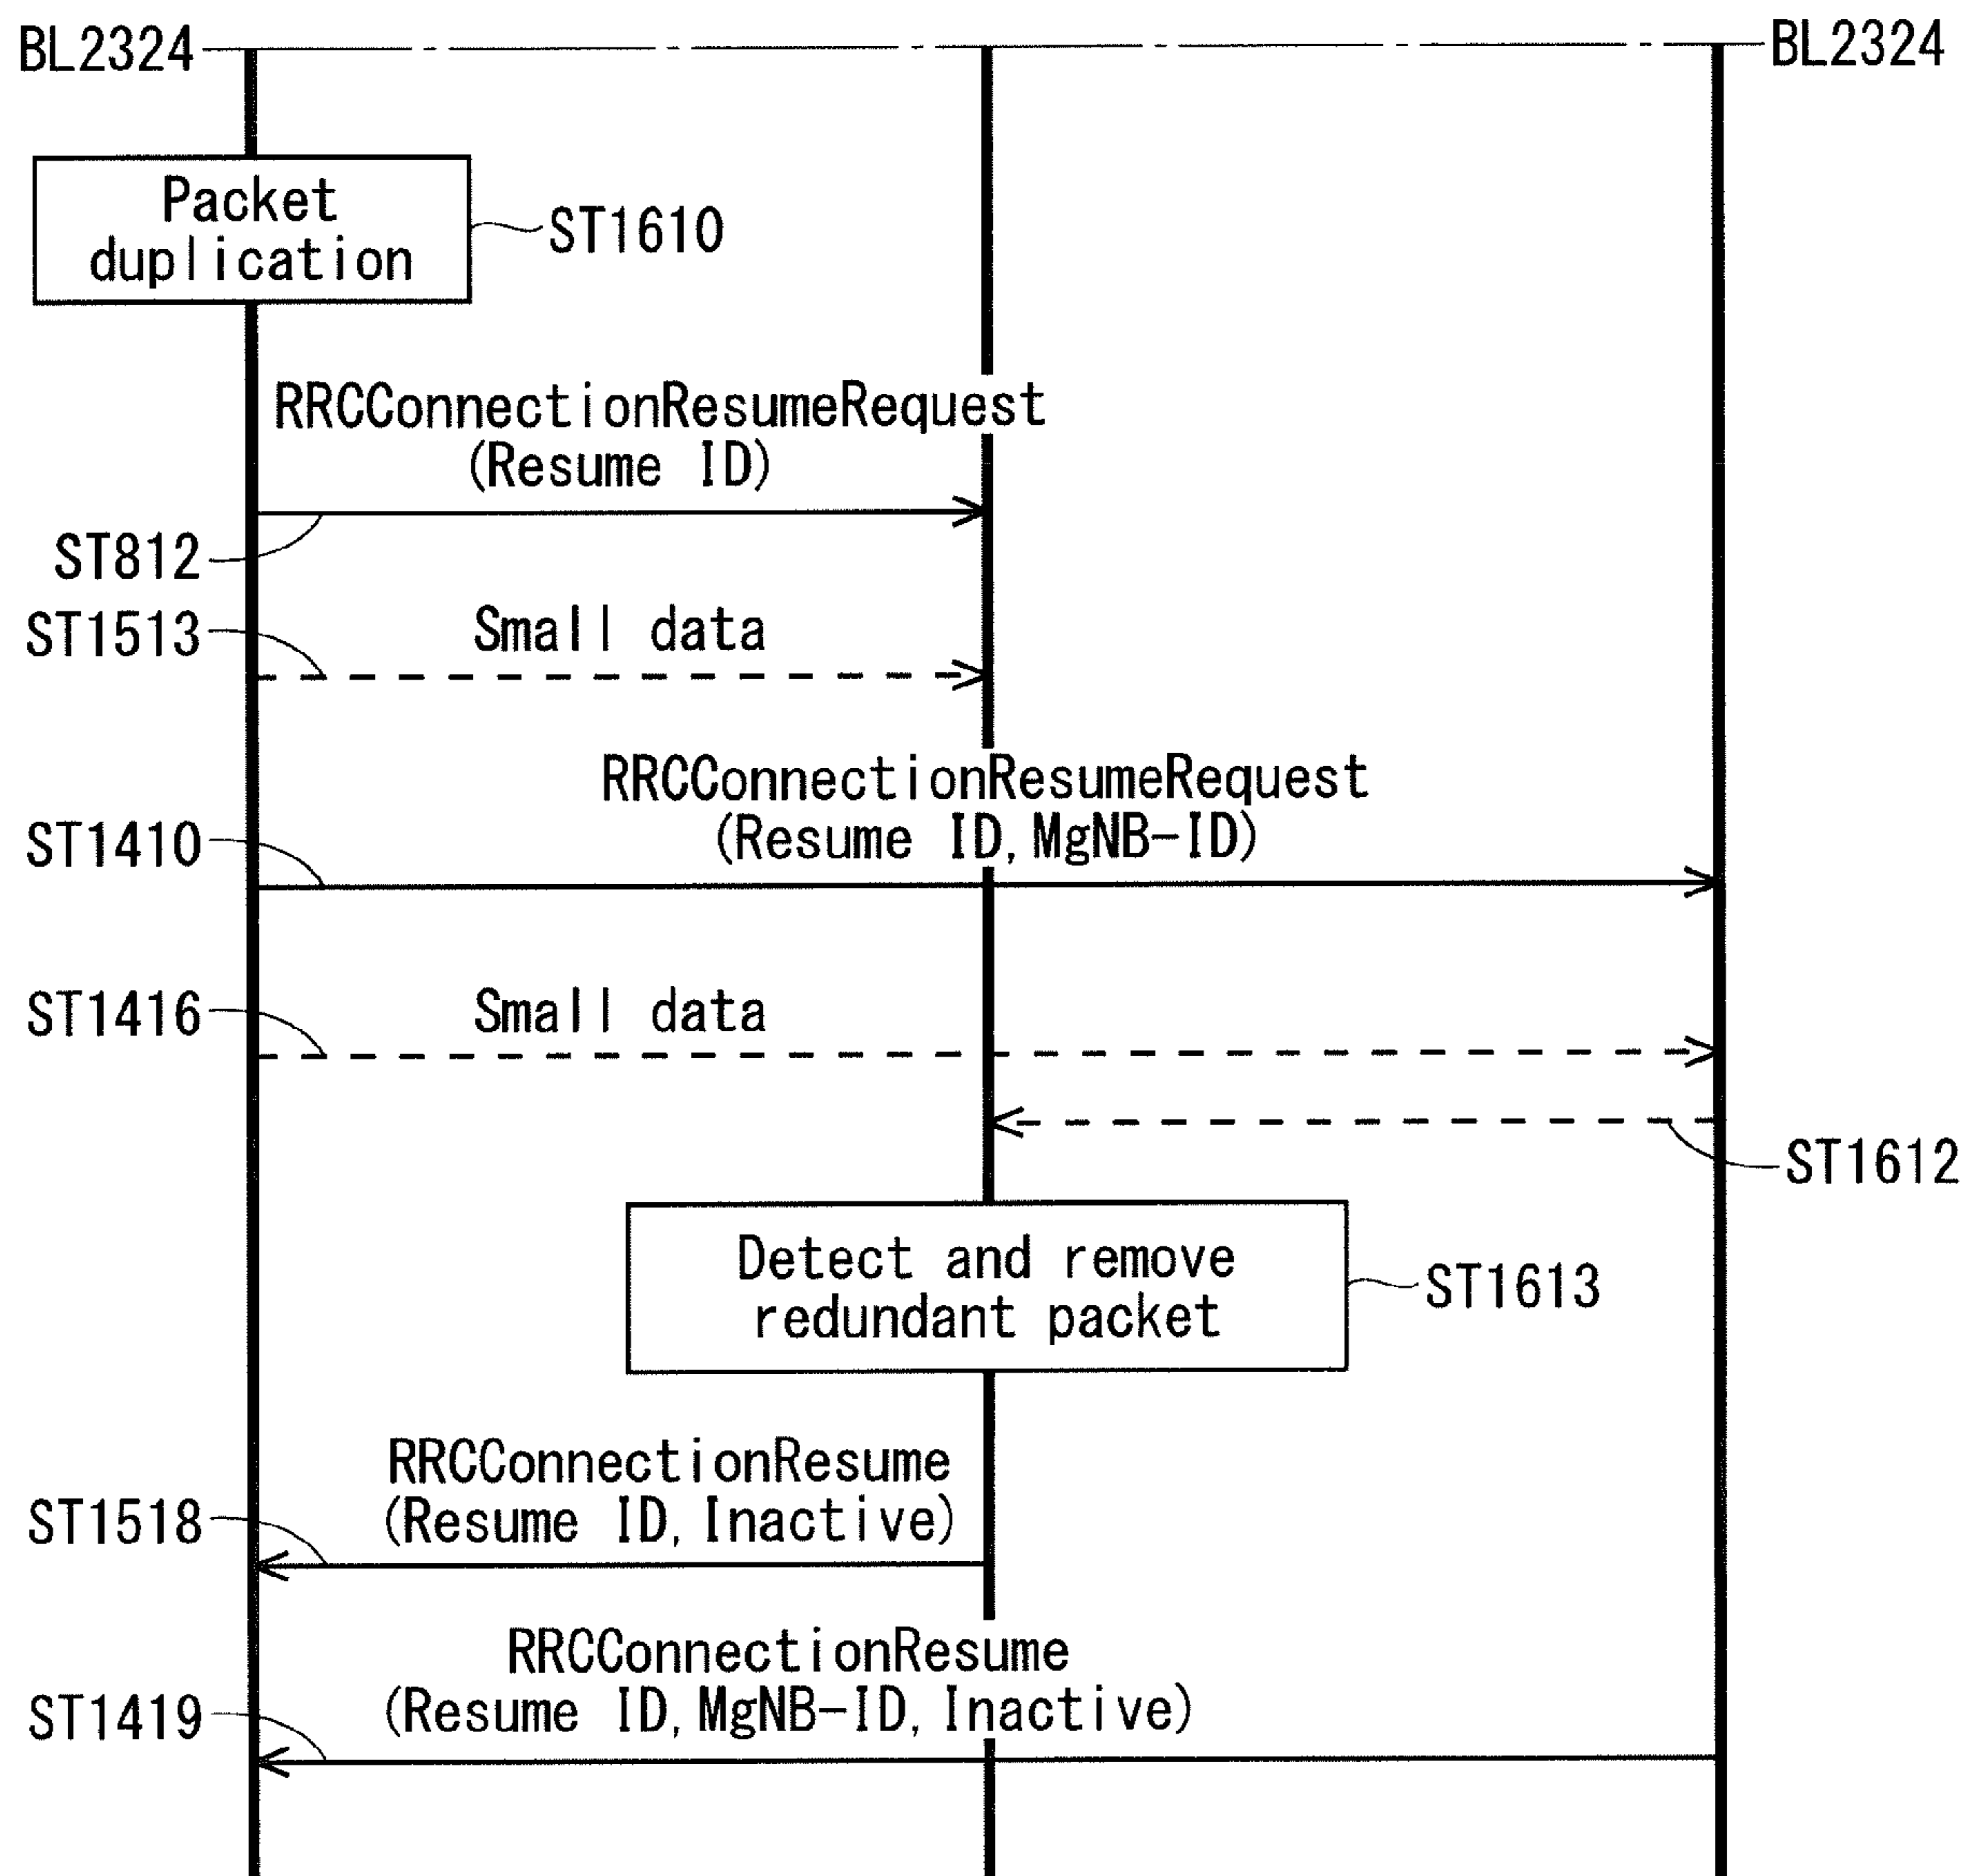 BL2324
BL2324
Packet
duplication
ST1610
RRCConnectionResumeRequest
(Resume ID)
ST812
ST1513
Small data
RRCConnectionResumeRequest
(Resume ID, MgNB-ID)
ST1410
ST1416
Small data
ST1612
Detect and remove
redundant packet
ST1613
RRCConnectionResume
(Resume ID, Inactive)
ST1518
RRCConnectionResume
(Resume ID, MgNB-ID, Inactive)
ST1419